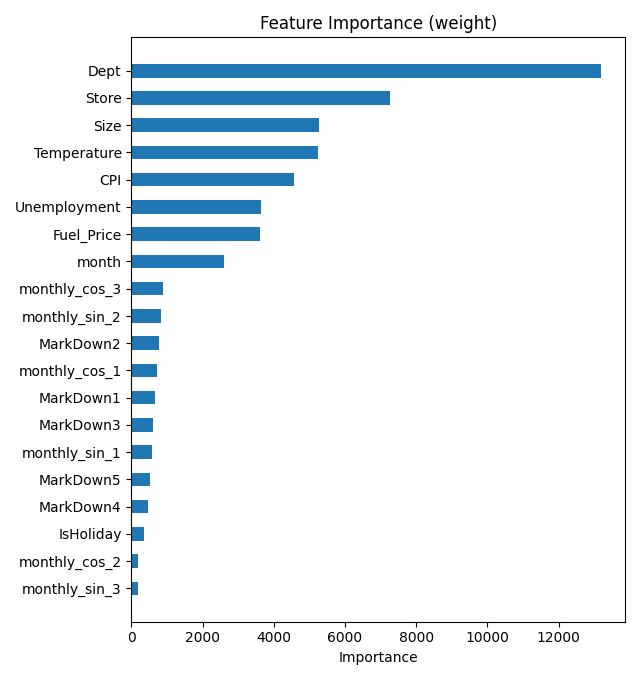 Feature Importance (weight)
Dept
Store
Size
Temperature
CPI
Unemployment
Fuel_Price
month
monthly_cos_3
monthly_sin_2
MarkDown2
monthly_cos_1
MarkDown1
MarkDown3
monthly_sin_1
MarkDown5
MarkDown4
IsHoliday
monthly_cos_2
monthly_sin_3
0 2000 4000 6000 8000 10000 12000
Importance